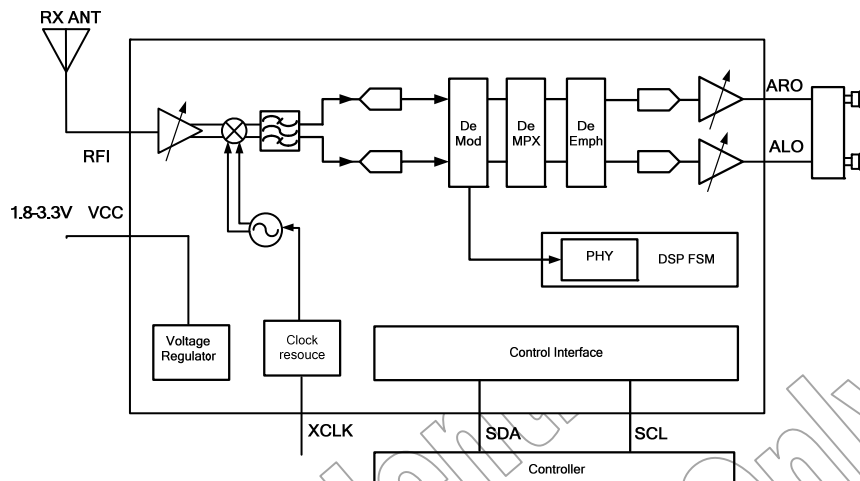 RX ANT
RFI
1.8-3.3V VCC
De
Mod
De
MPX
De
Emph
ARO
ALO
PHY
DSP FSM
Voltage
Regulator
Clock
resouce
Control Interface
XCLK
SDA
SCL
Controller
Only